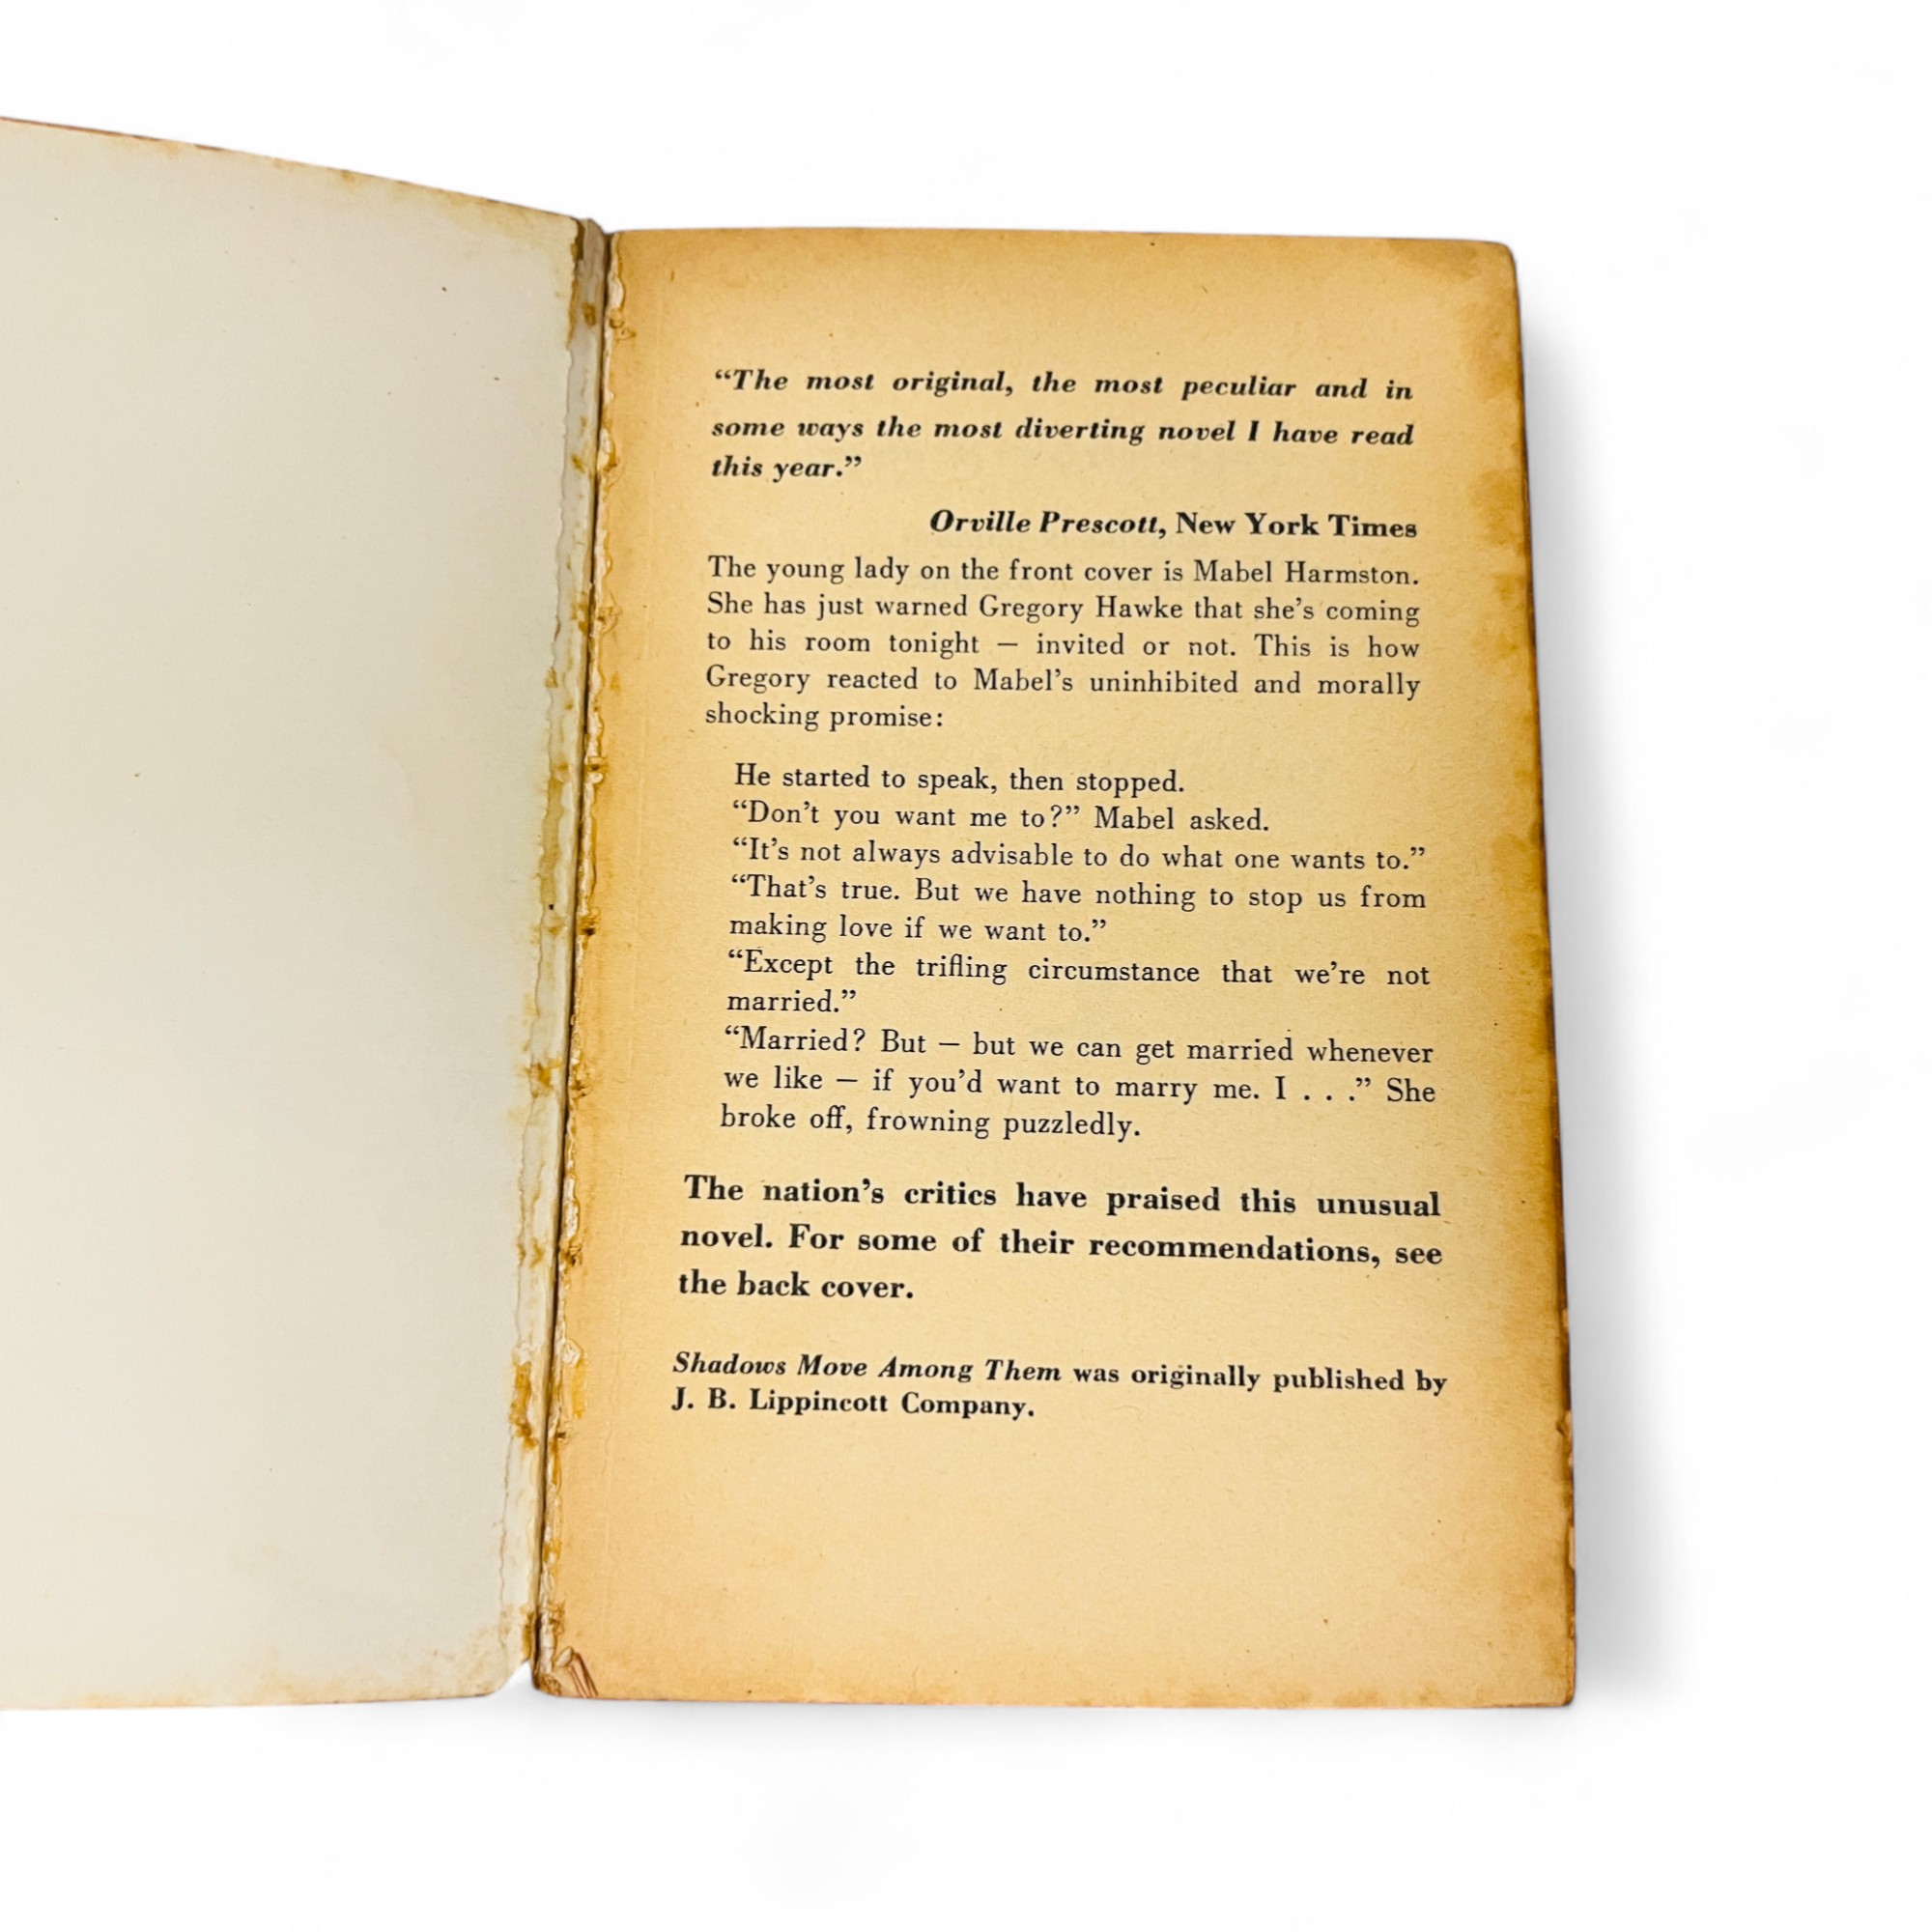 “The most original, the most peculiar and in
some ways the most diverting novel I have read
this year.”
Orville Prescott, New York Times
The young lady on the front cover is Mabel Harmston.
She has just warned Gregory Hawke that she’s coming
to his room tonight — invited or not. This is how
Gregory reacted to Mabel’s uninhibited and morally
shocking promise:
He started to speak, then stopped.
“Don’t you want me to?” Mabel asked.
“It’s not always advisable to do what one wants to.”
“That’s true. But we have nothing to stop us from
making love if we want to.”
“Except the trifling circumstance that we’re not
married.”
“Married? But — but we can get married whenever
we like — if you’d want to marry me. I . . .” She
broke off, frowning puzzledly.
The nation’s critics have praised this unusual
novel. For some of their recommendations, see
the back cover.
Shadows Move Among Them was originally published by
J. B. Lippincott Company.